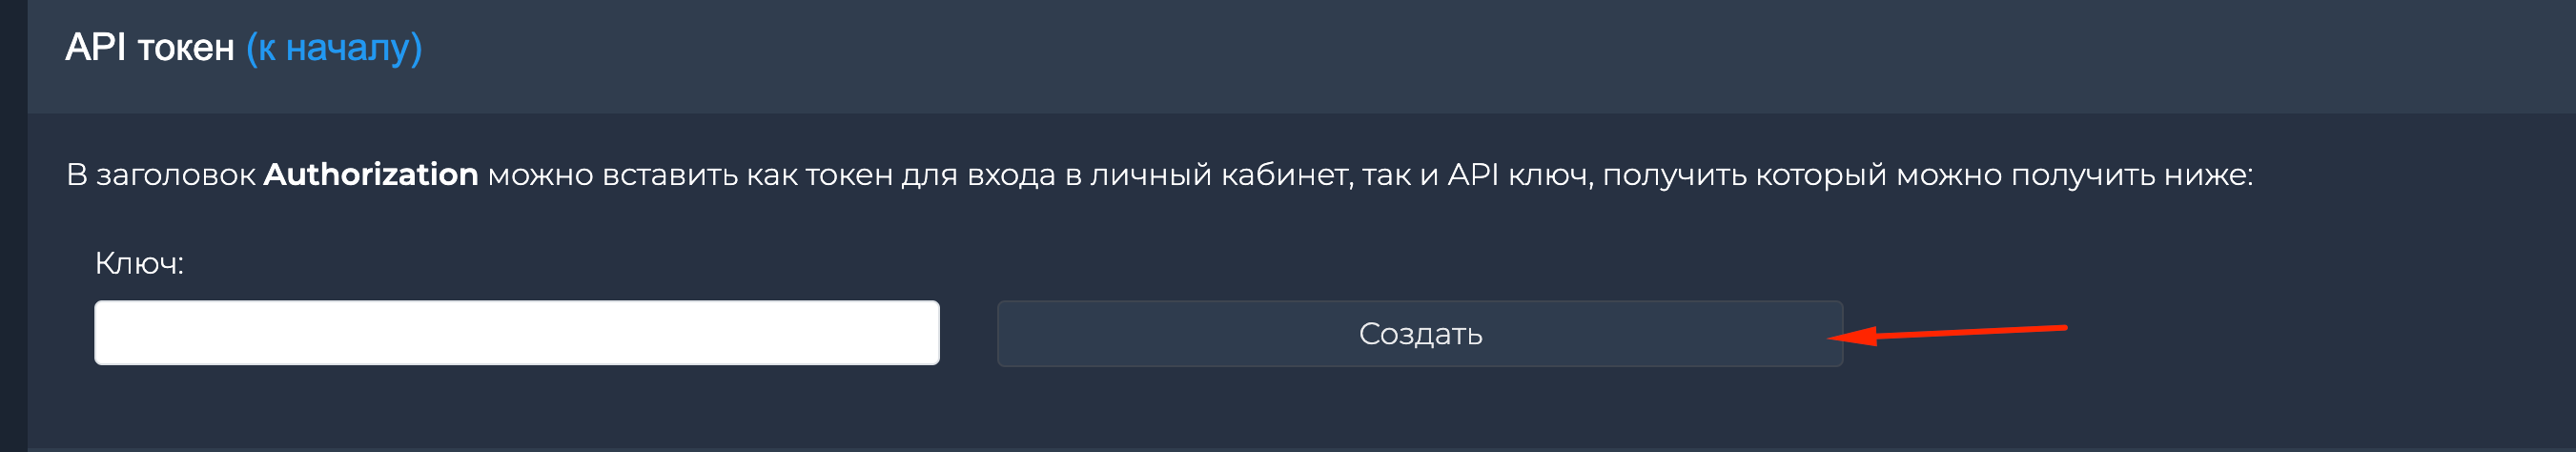 API токен (к началу)
В заголовок Authorization можно вставить как токен для входа в личный кабинет, так и API ключ, получить который можно получить ниже:
Ключ:
Создать